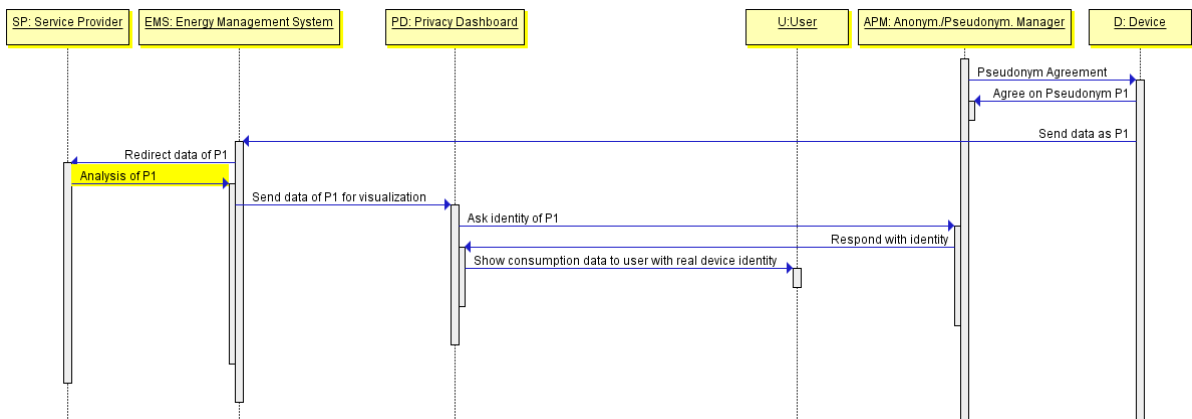 SP: Service Provider
EMS: Energy Management System
PD: Privacy Dashboard
U:User
APM: Anonym./Pseudonym. Manager
D: Device
Pseudonym Agreement
Agree on Pseudonym P1
Send data as P1
Redirect data of P1
Analysis of P1
Send data of P1 for visualization
Ask identity of P1
Respond with identity
Show consumption data to user with real device identity